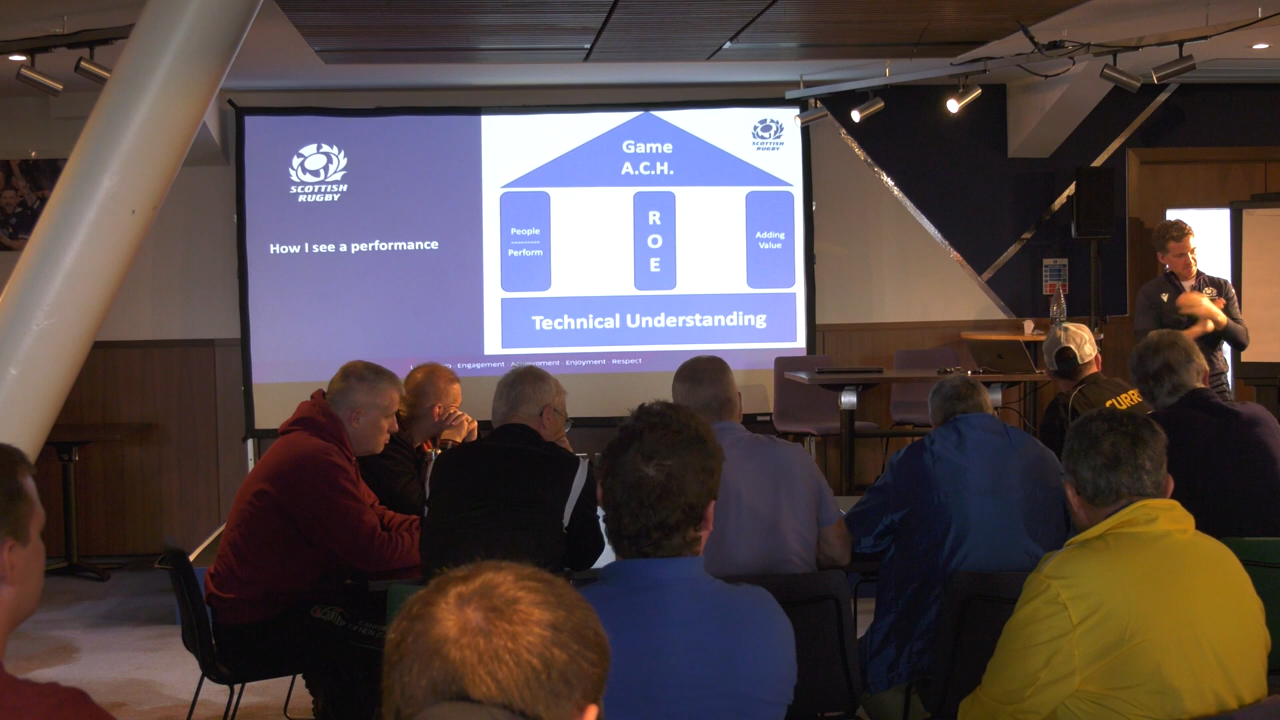 SCOTTISH
RUGBY
How I see a performance
Game
A.C.H.
SCOTTISH
RUGBY
People
Perform
R
O
E
Adding
Value
Technical Understanding
Engagement · Achievement · Enjoyment · Respect